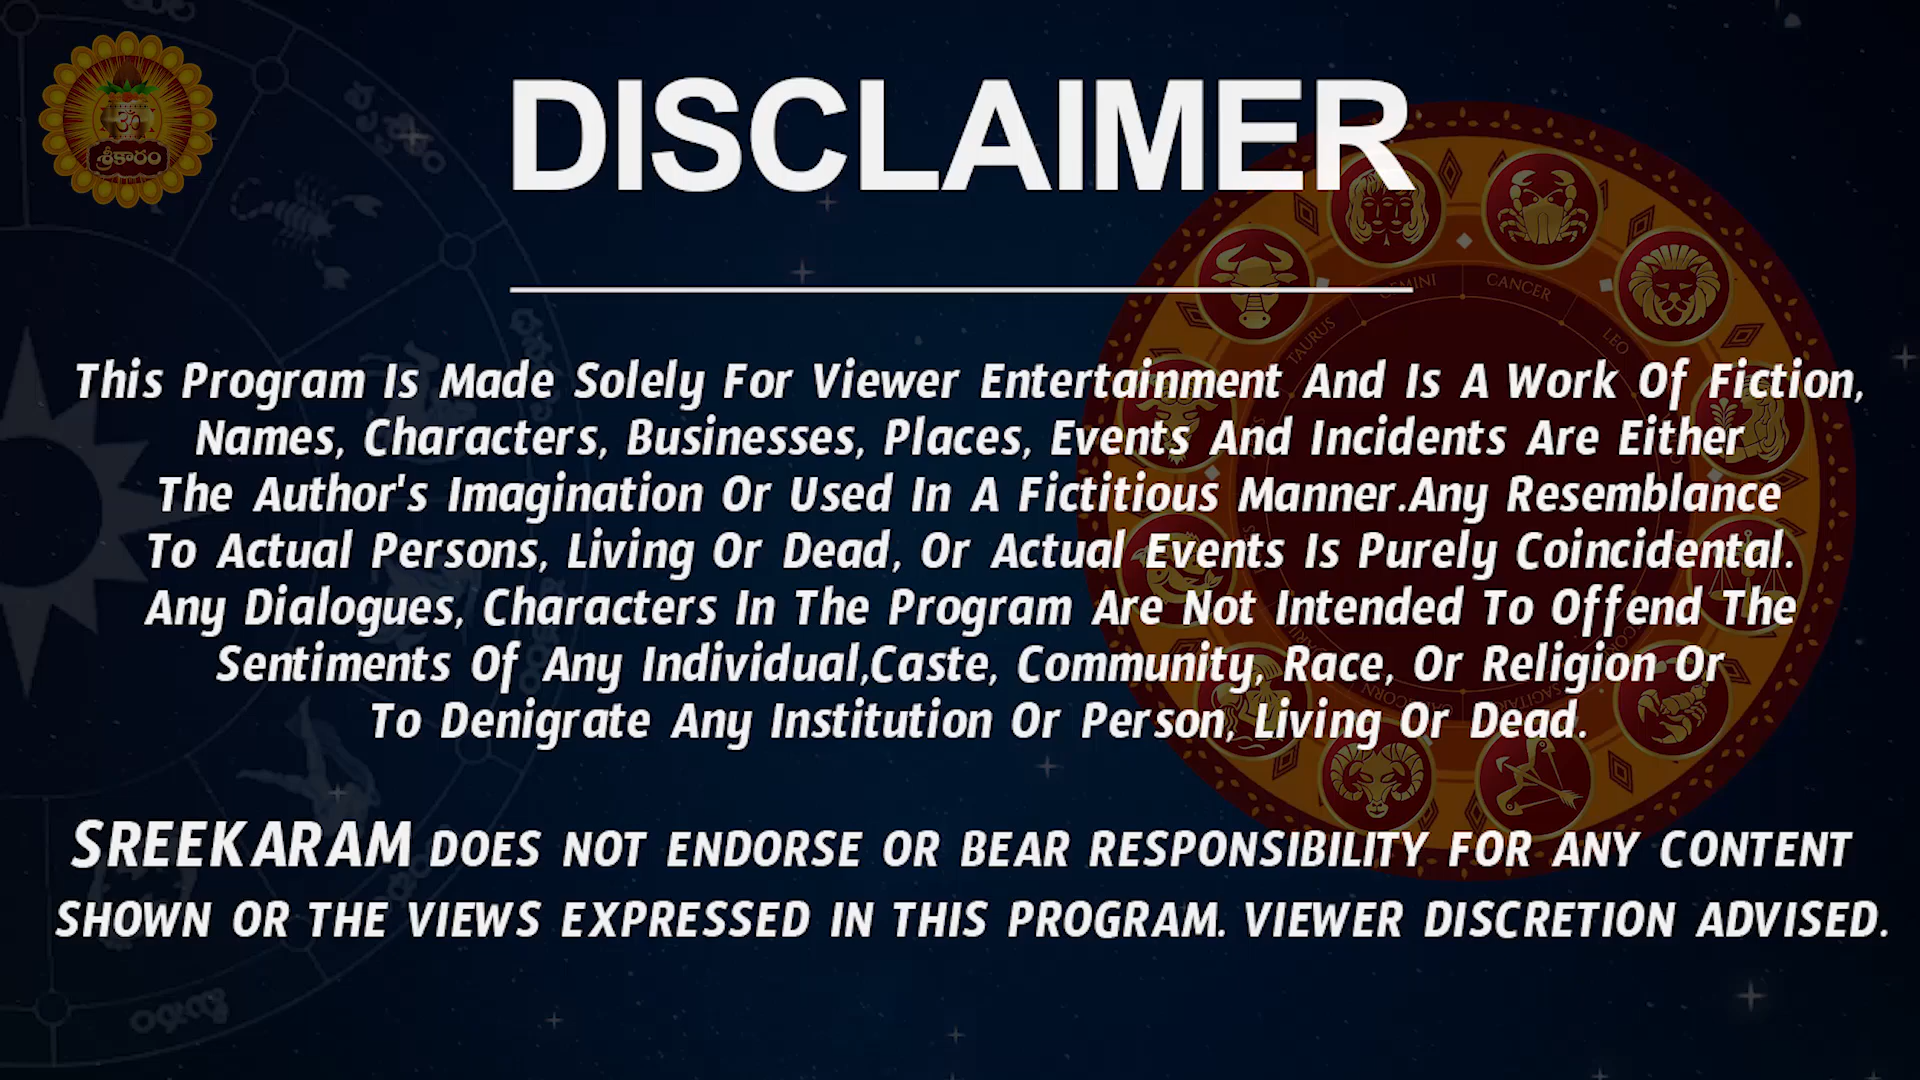 శ్రీకారం
DISCLAIMER
GEMINI
CANCER
TAURUS
LEO
This Program Is Made Solely For Viewer Entertainment And Is A Work Of Fiction,
Names, Characters, Businesses, Places, Events And Incidents Are Either
The Author's Imagination Or Used In A Fictitious Manner.Any Resemblance
To Actual Persons, Living Or Dead, Or Actual Events Is Purely Coincidental.
Any Dialogues, Characters In The Program Are Not Intended To Offend The
Sentiments Of Any Individual,Caste, Community, Race, Or Religion Or
To Denigrate Any Institution Or Person, Living Or Dead.
SREEKARAM DOES NOT ENDORSE OR BEAR RESPONSIBILITY FOR ANY CONTENT
SHOWN OR THE VIEWS EXPRESSED IN THIS PROGRAM. VIEWER DISCRETION ADVISED.